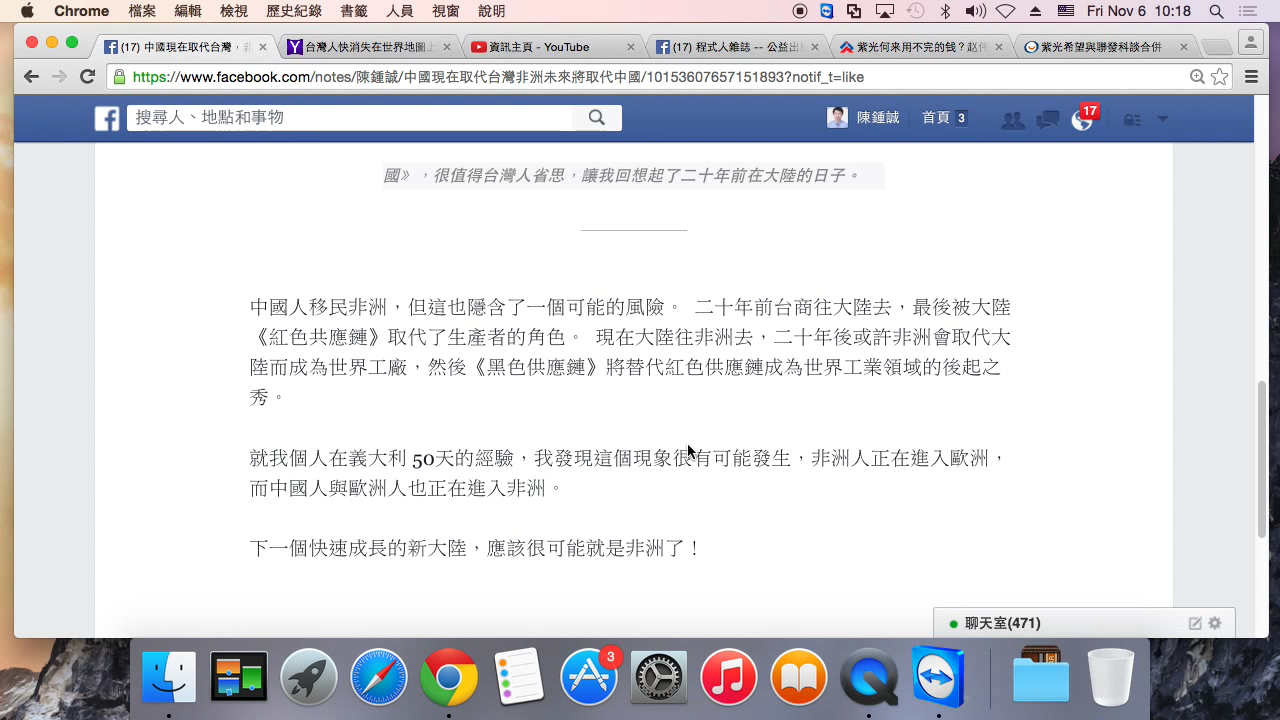 Chrome 檔案 編輯 檢視 歷史紀錄 書籤 人員 視窗 說明 Fri Nov 6 10:18
(17) 中國現在取代台灣，非 台灣人快消失在世界地圖上 資訊主頁 - YouTube (17) 程式人雜誌 -- 公益出版 紫光何来用不完的钱？赵伟 紫光希望與聯發科談合併
https://www.facebook.com/notes/陳鍾誠/中國現在取代台灣非洲未來將取代中國/10153607657151893?notif_t=like
搜尋人、地點和事物 陳鍾誠 首頁 3 17
國》，很值得台灣人省思，讓我回想起了二十年前在大陸的日子。
中國人移民非洲，但這也隱含了一個可能的風險。 二十年前台商往大陸去，最後被大陸
《紅色共應鏈》取代了生產者的角色。 現在大陸往非洲去，二十年後或許非洲會取代大
陸而成為世界工廠，然後《黑色供應鏈》將替代紅色供應鏈成為世界工業領域的後起之
秀。
就我個人在義大利 50天的經驗，我發現這個現象很有可能發生，非洲人正在進入歐洲，
而中國人與歐洲人也正在進入非洲。
下一個快速成長的新大陸，應該很可能就是非洲了！
聊天室(471)
3